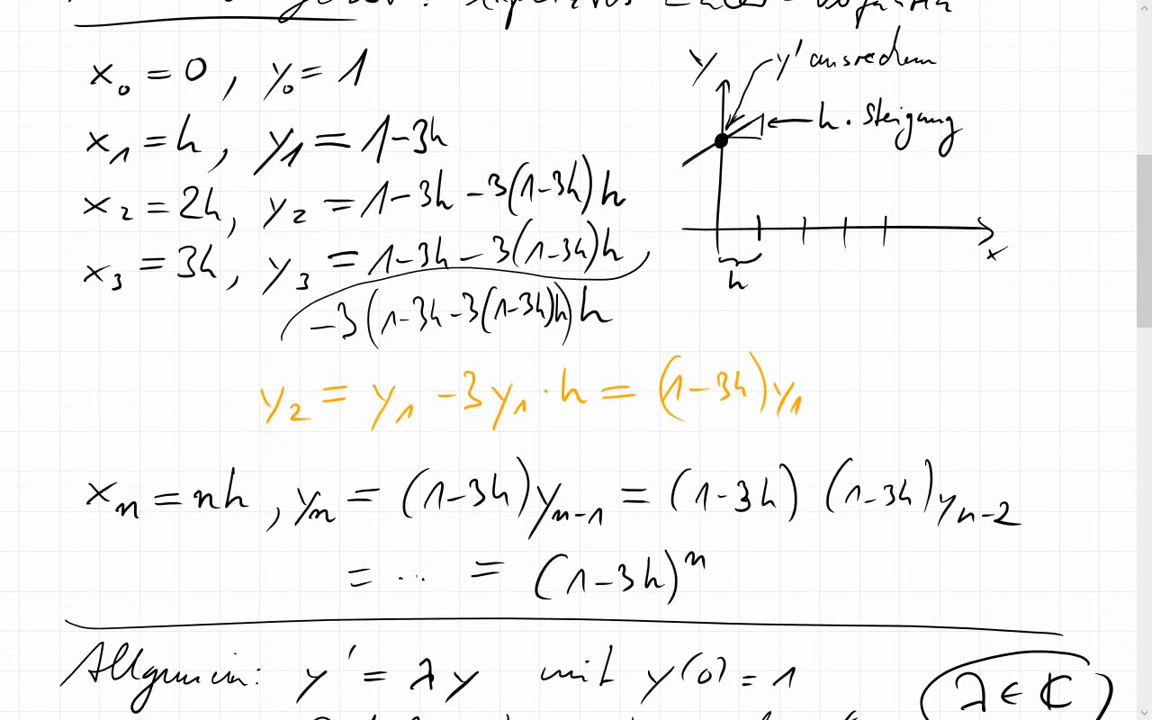 x₀ = 0, y₀ = 1
x₁ = h, y₁ = 1 - 3h
x₂ = 2h, y₂ = 1 - 3h - 3(1 - 3h)h
x₃ = 3h, y₃ = 1 - 3h - 3(1 - 3h)h
- 3(1 - 3h - 3(1 - 3h)h)h
y
y' ausrechnen
h · Steigung
x
h
y₂ = y₁ - 3y₁ · h = (1 - 3h)y₁
xₙ = nh, yₙ = (1 - 3h)yₙ₋₁ = (1 - 3h) (1 - 3h)yₙ₋₂
= ... = (1 - 3h)ⁿ
Allgemein: y' = λy mit y(0) = 1
λ ∈ ℂ